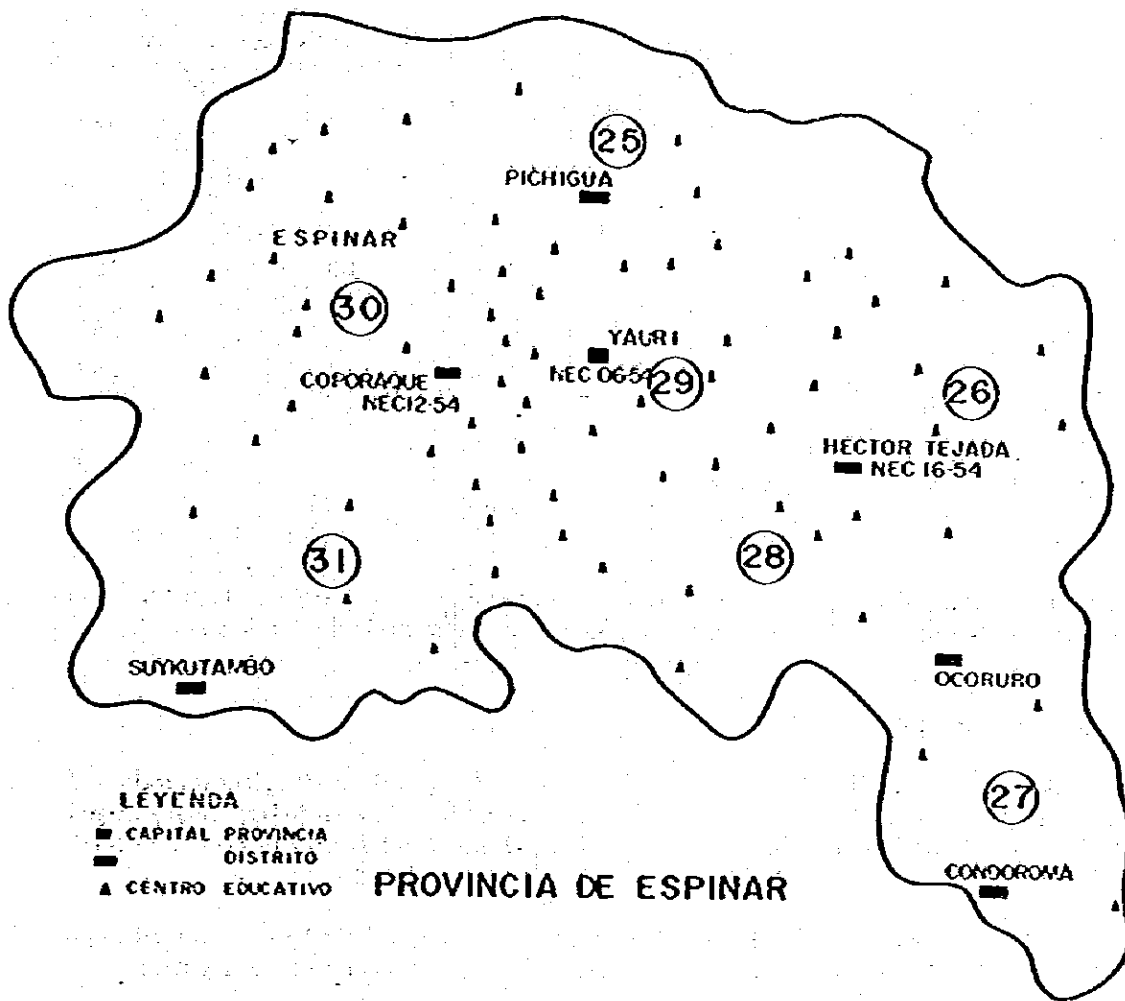 25
PICHIGUA
ESPINAR
30
YAURI
NEC 06-54
29
COPORAQUE
NEC12-54
26
HECTOR TEJADA
NEC 16-54
31
28
SUYKUTAMBO
OCORURO
27
CONDOROMA
LEYENDA
CAPITAL PROVINCIA
DISTRITO
CENTRO EDUCATIVO
PROVINCIA DE ESPINAR